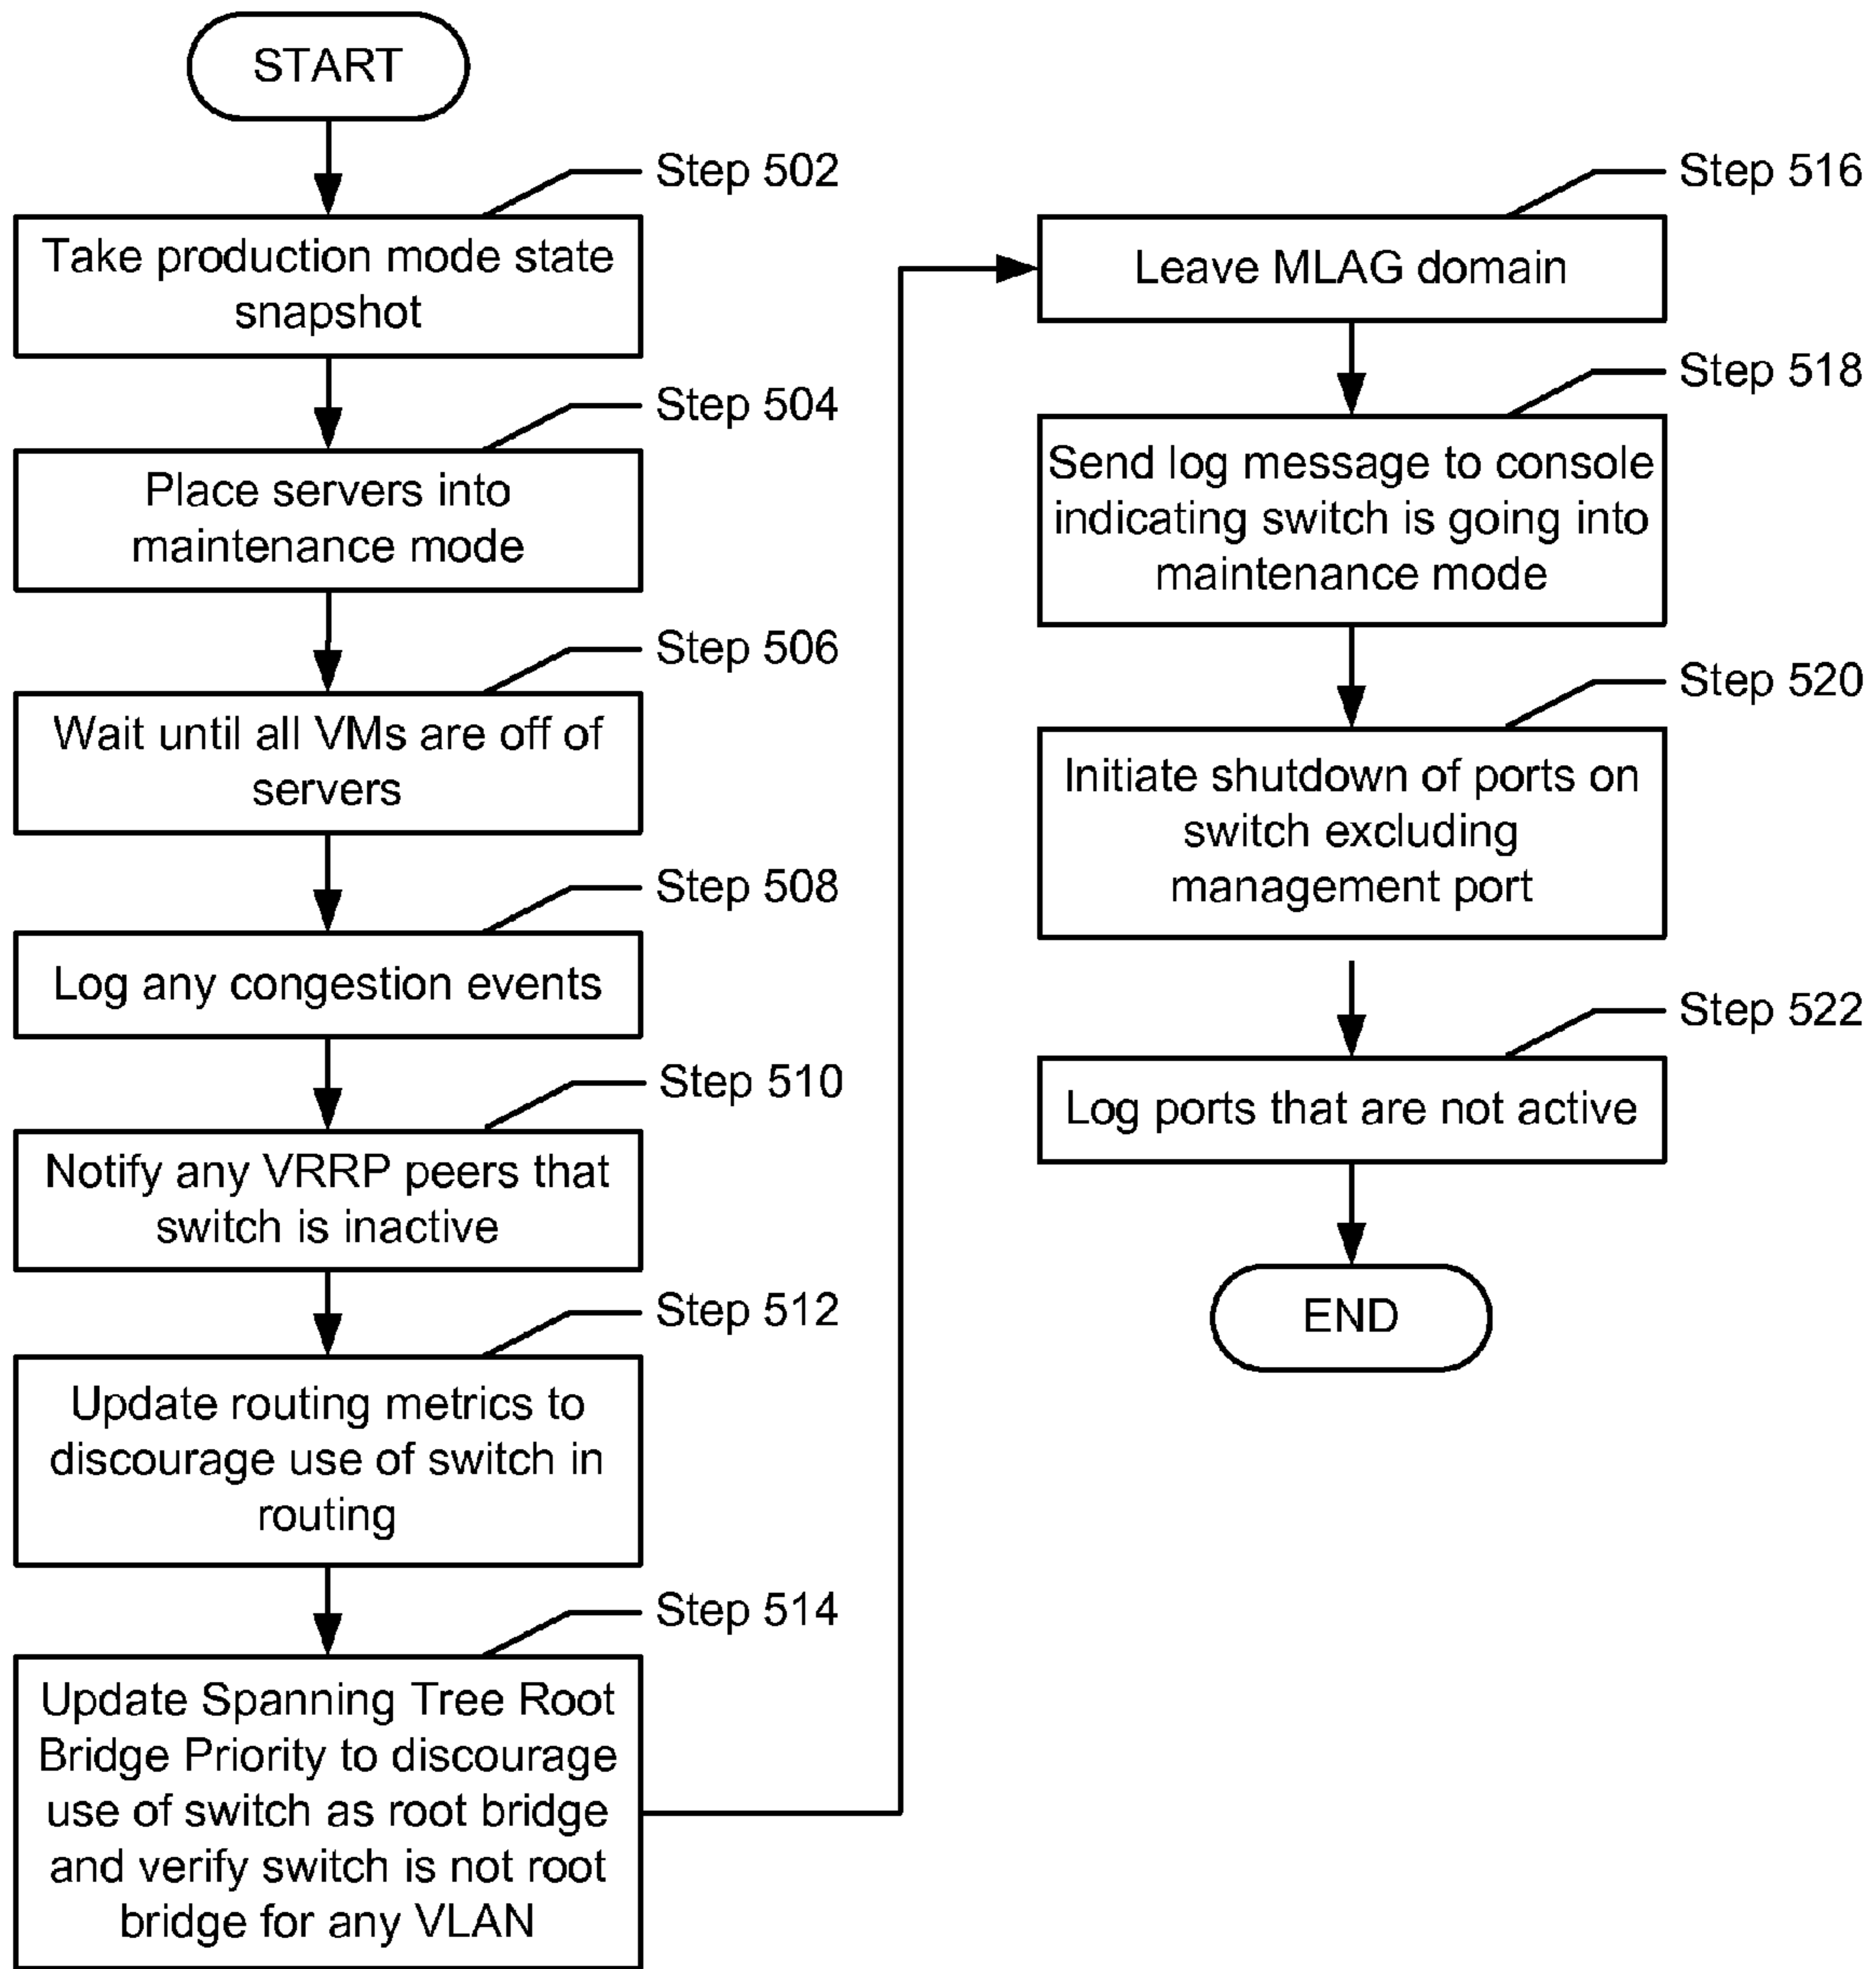 START
Step 502
Take production mode state
snapshot
Step 504
Place servers into
maintenance mode
Step 506
Wait until all VMs are off of
servers
Step 508
Log any congestion events
Step 510
Notify any VRRP peers that
switch is inactive
Step 512
Update routing metrics to
discourage use of switch in
routing
Step 514
Update Spanning Tree Root
Bridge Priority to discourage
use of switch as root bridge
and verify switch is not root
bridge for any VLAN
Step 516
Leave MLAG domain
Step 518
Send log message to console
indicating switch is going into
maintenance mode
Step 520
Initiate shutdown of ports on
switch excluding
management port
Step 522
Log ports that are not active
END